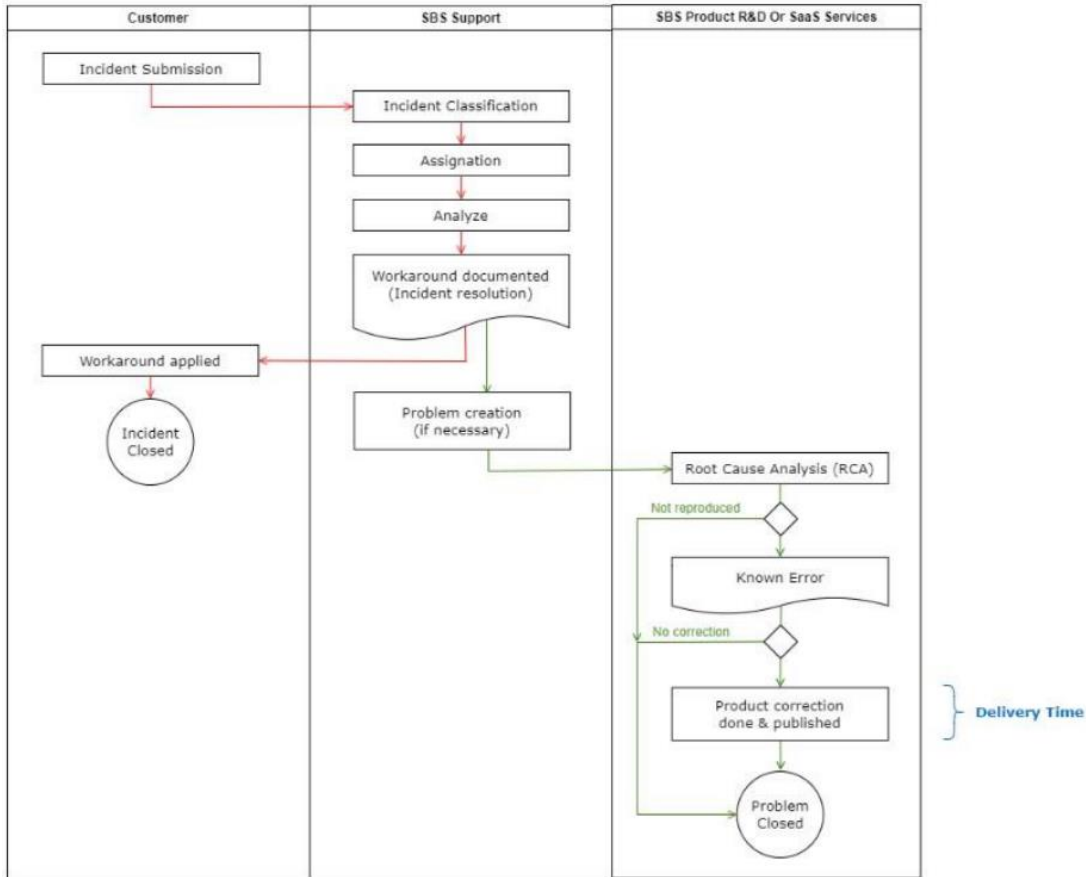 Customer
SBS Support
SBS Product R&D Or SaaS Services
Incident Submission
Incident Classification
Assignation
Analyze
Workaround documented
(Incident resolution)
Workaround applied
Incident
Closed
Problem creation
(if necessary)
Root Cause Analysis (RCA)
Not reproduced
Known Error
No correction
Product correction
done & published
Delivery Time
Problem
Closed